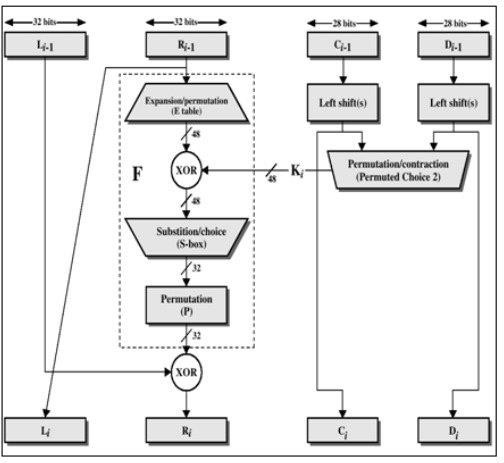 32 bits
32 bits
28 bits
28 bits
Li-1
Ri-1
Ci-1
Di-1
Expansion/permutation
(E table)
Left shift(s)
Left shift(s)
48
F
XOR
48
Ki
Permutation/contraction
(Permuted Choice 2)
48
Substition/choice
(S-box)
32
Permutation
(P)
32
XOR
Li
Ri
Ci
Di